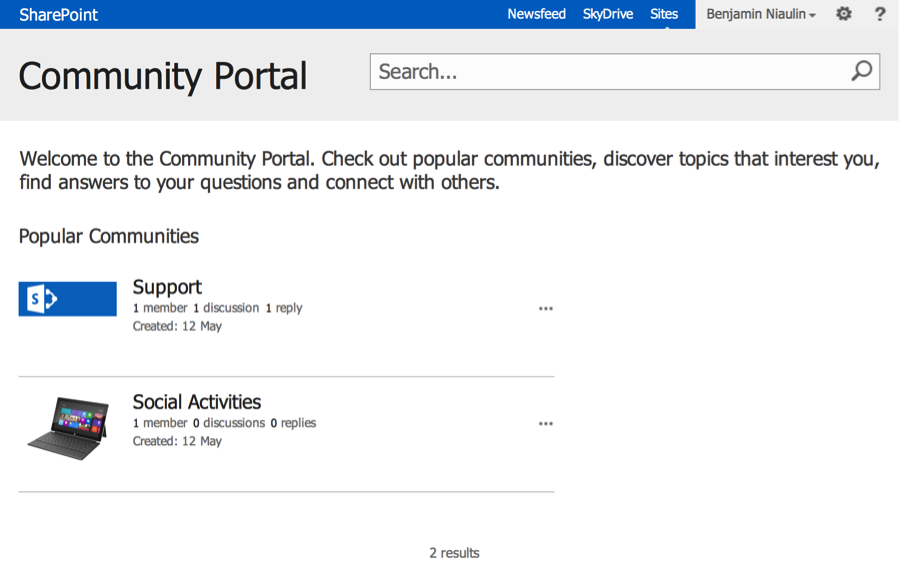 SharePoint
Newsfeed SkyDrive Sites
Benjamin Niaulin
?
Community Portal
Search...
Welcome to the Community Portal. Check out popular communities, discover topics that interest you,
find answers to your questions and connect with others.
Popular Communities
S
Support
1 member 1 discussion 1 reply
Created: 12 May
...
Social Activities
1 member 0 discussions 0 replies
Created: 12 May
...
2 results